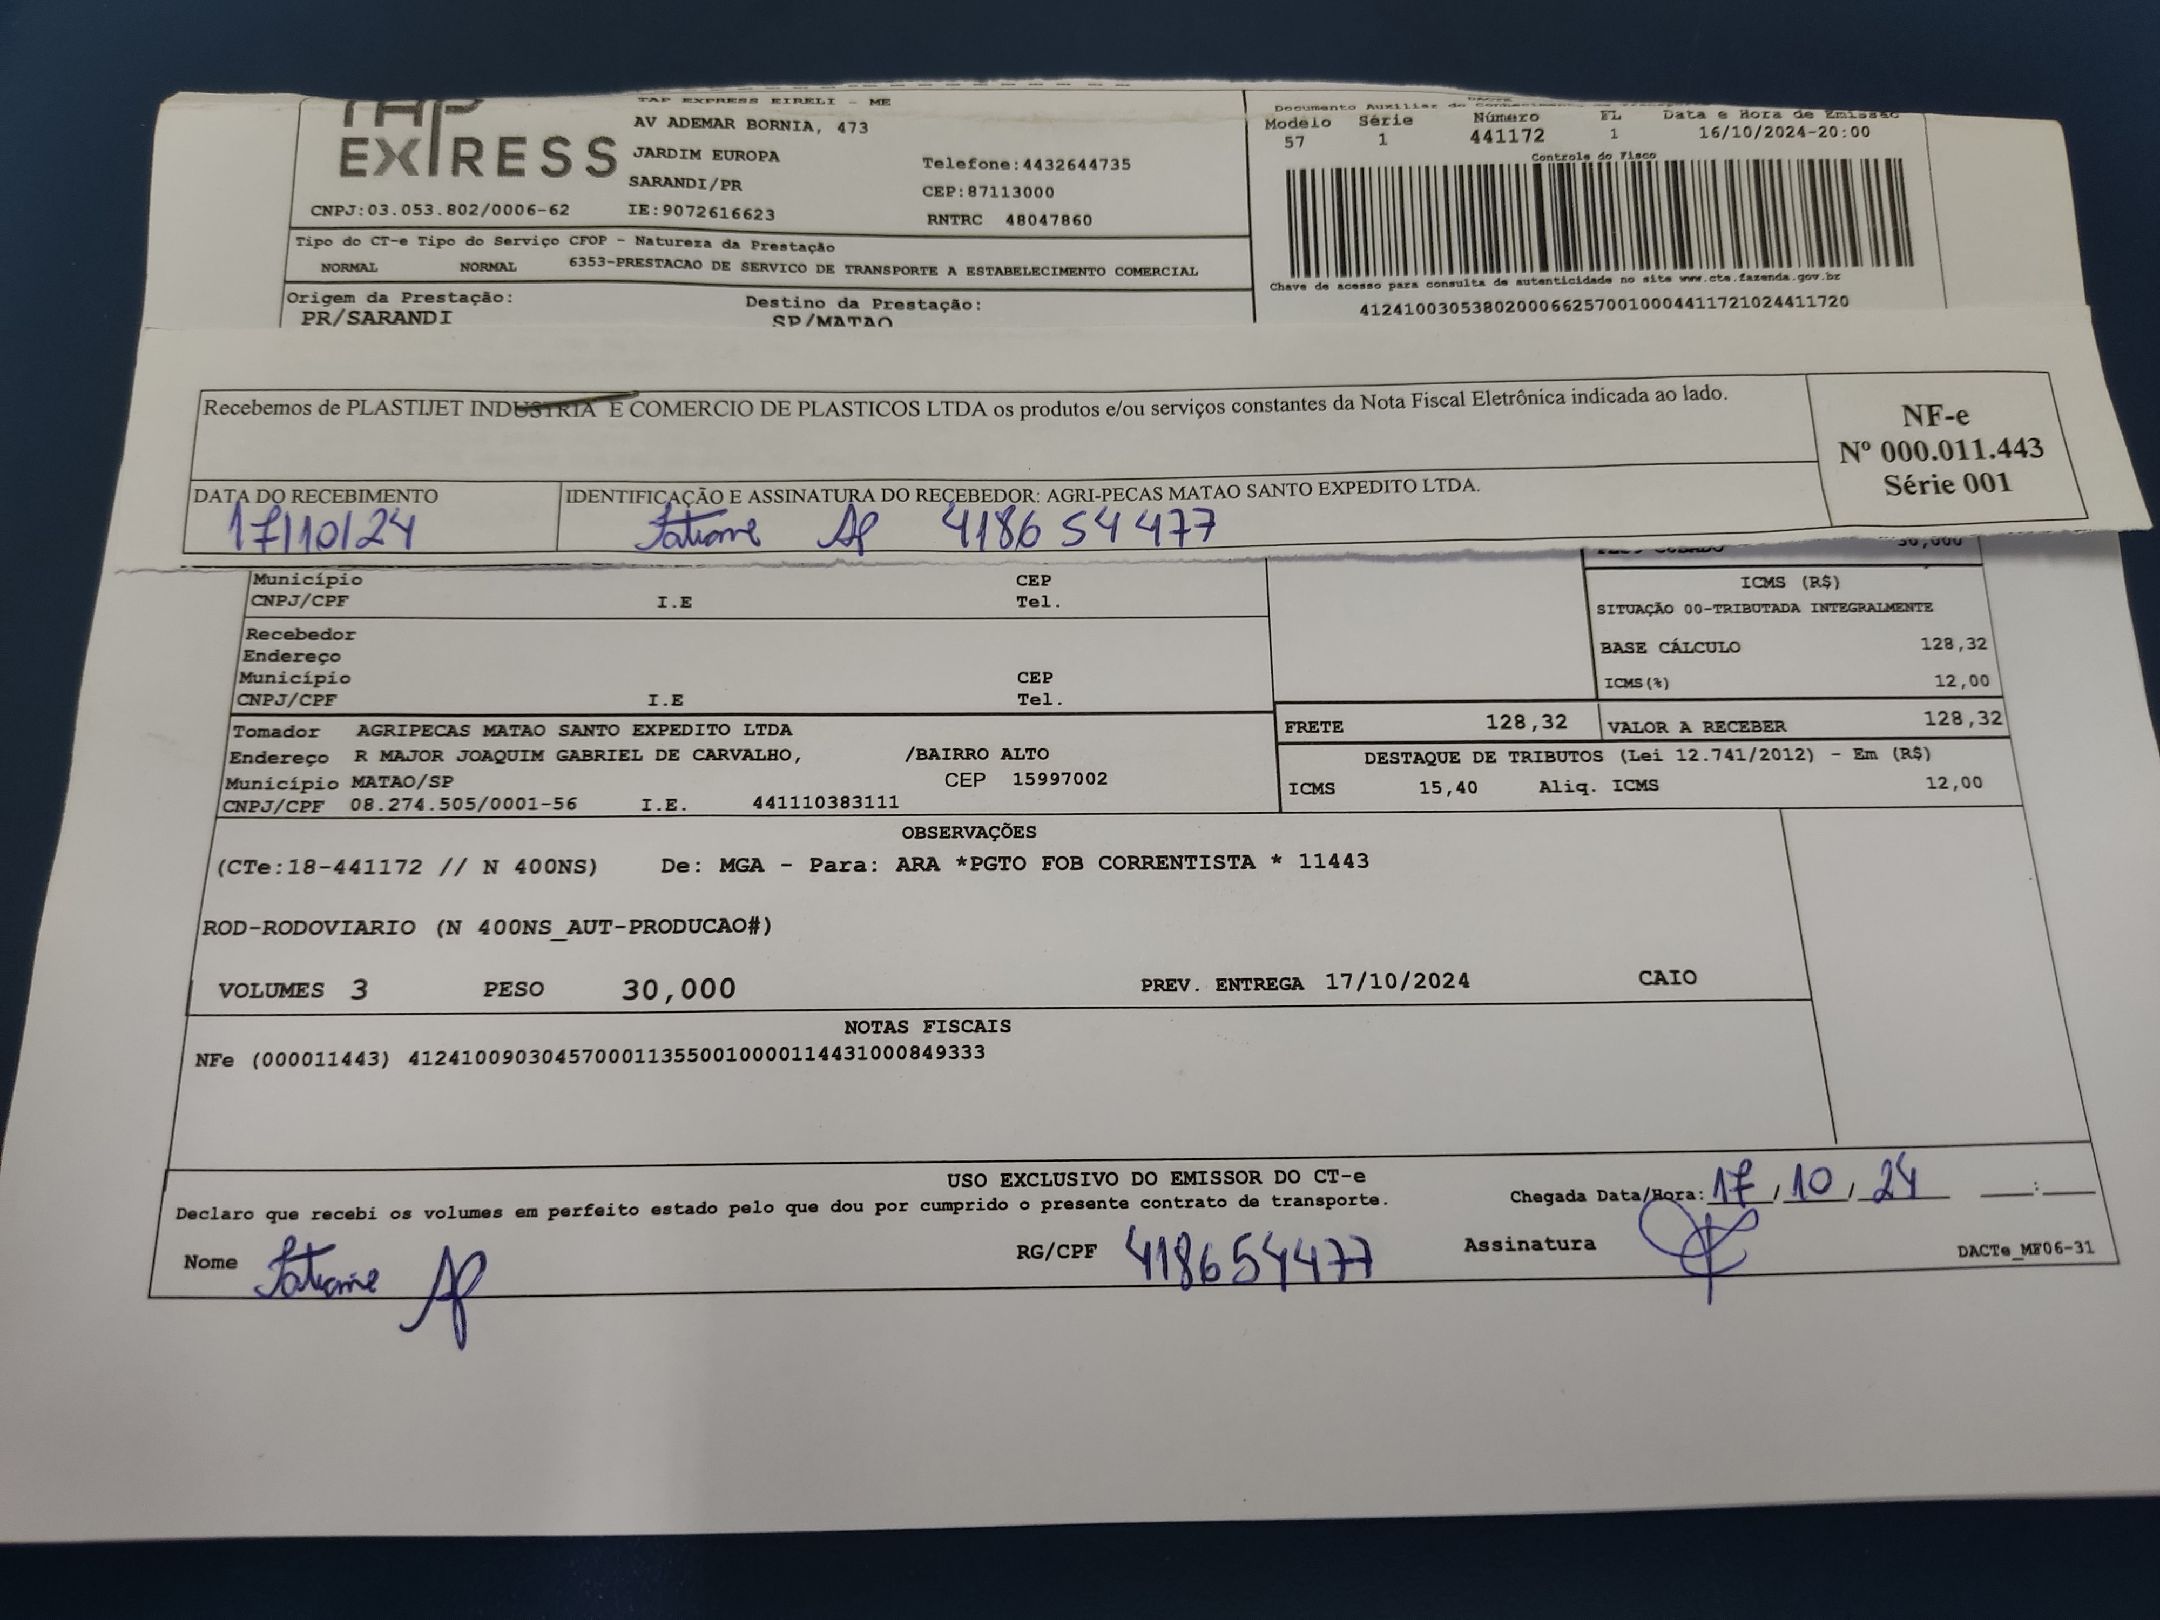 TAP EXPRESS
TAP EXPRESS EIRELI - ME
AV ADEMAR BORNIA, 473
JARDIM EUROPA
SARANDI/PR
Telefone:4432644735
CEP:87113000
CNPJ:03.053.802/0006-62 IE:9072616623 RNTRC 48047860
Documento Auxiliar do
Modelo Série Número FL Data e Hora de Emissão
57 1 441172 1 16/10/2024-20:00
Controle do Fisco
Tipo do CT-e Tipo do Serviço CFOP - Natureza da Prestação
NORMAL NORMAL 6353-PRESTACAO DE SERVICO DE TRANSPORTE A ESTABELECIMENTO COMERCIAL
Chave de acesso para consulta de autenticidade no site www.cte.fazenda.gov.br
41241003053802000662570010004411721024411720
Origem da Prestação: Destino da Prestação:
PR/SARANDI SP/MATAO
Recebemos de PLASTIJET INDUSTRIA E COMERCIO DE PLASTICOS LTDA os produtos e/ou serviços constantes da Nota Fiscal Eletrônica indicada ao lado.
NF-e
Nº 000.011.443
Série 001
DATA DO RECEBIMENTO IDENTIFICAÇÃO E ASSINATURA DO RECEBEDOR: AGRI-PECAS MATAO SANTO EXPEDITO LTDA.
17/10/24 Tatiane Ap 418654477
30,000
Município CEP
CNPJ/CPF I.E Tel.
Recebedor
Endereço
Município CEP
CNPJ/CPF I.E Tel.
ICMS (R$)
SITUAÇÃO 00-TRIBUTADA INTEGRALMENTE
BASE CÁLCULO 128,32
ICMS(%) 12,00
FRETE 128,32 VALOR A RECEBER 128,32
Tomador AGRIPECAS MATAO SANTO EXPEDITO LTDA
Endereço R MAJOR JOAQUIM GABRIEL DE CARVALHO, /BAIRRO ALTO
Município MATAO/SP CEP 15997002
CNPJ/CPF 08.274.505/0001-56 I.E. 441110383111
DESTAQUE DE TRIBUTOS (Lei 12.741/2012) - Em (R$)
ICMS 15,40 Aliq. ICMS 12,00
OBSERVAÇÕES
(CTe:18-441172 // N 400NS) De: MGA - Para: ARA *PGTO FOB CORRENTISTA * 11443
ROD-RODOVIARIO (N 400NS_AUT-PRODUCAO#)
VOLUMES 3 PESO 30,000 PREV. ENTREGA 17/10/2024 CAIO
NOTAS FISCAIS
NFe (000011443) 41241009030457000113550010000114431000849333
USO EXCLUSIVO DO EMISSOR DO CT-e
Declaro que recebi os volumes em perfeito estado pelo que dou por cumprido o presente contrato de transporte.
Chegada Data/Hora: 17/10/24 __:__
Nome Tatiane Ap RG/CPF 418654477 Assinatura
DACTe_MF06-31